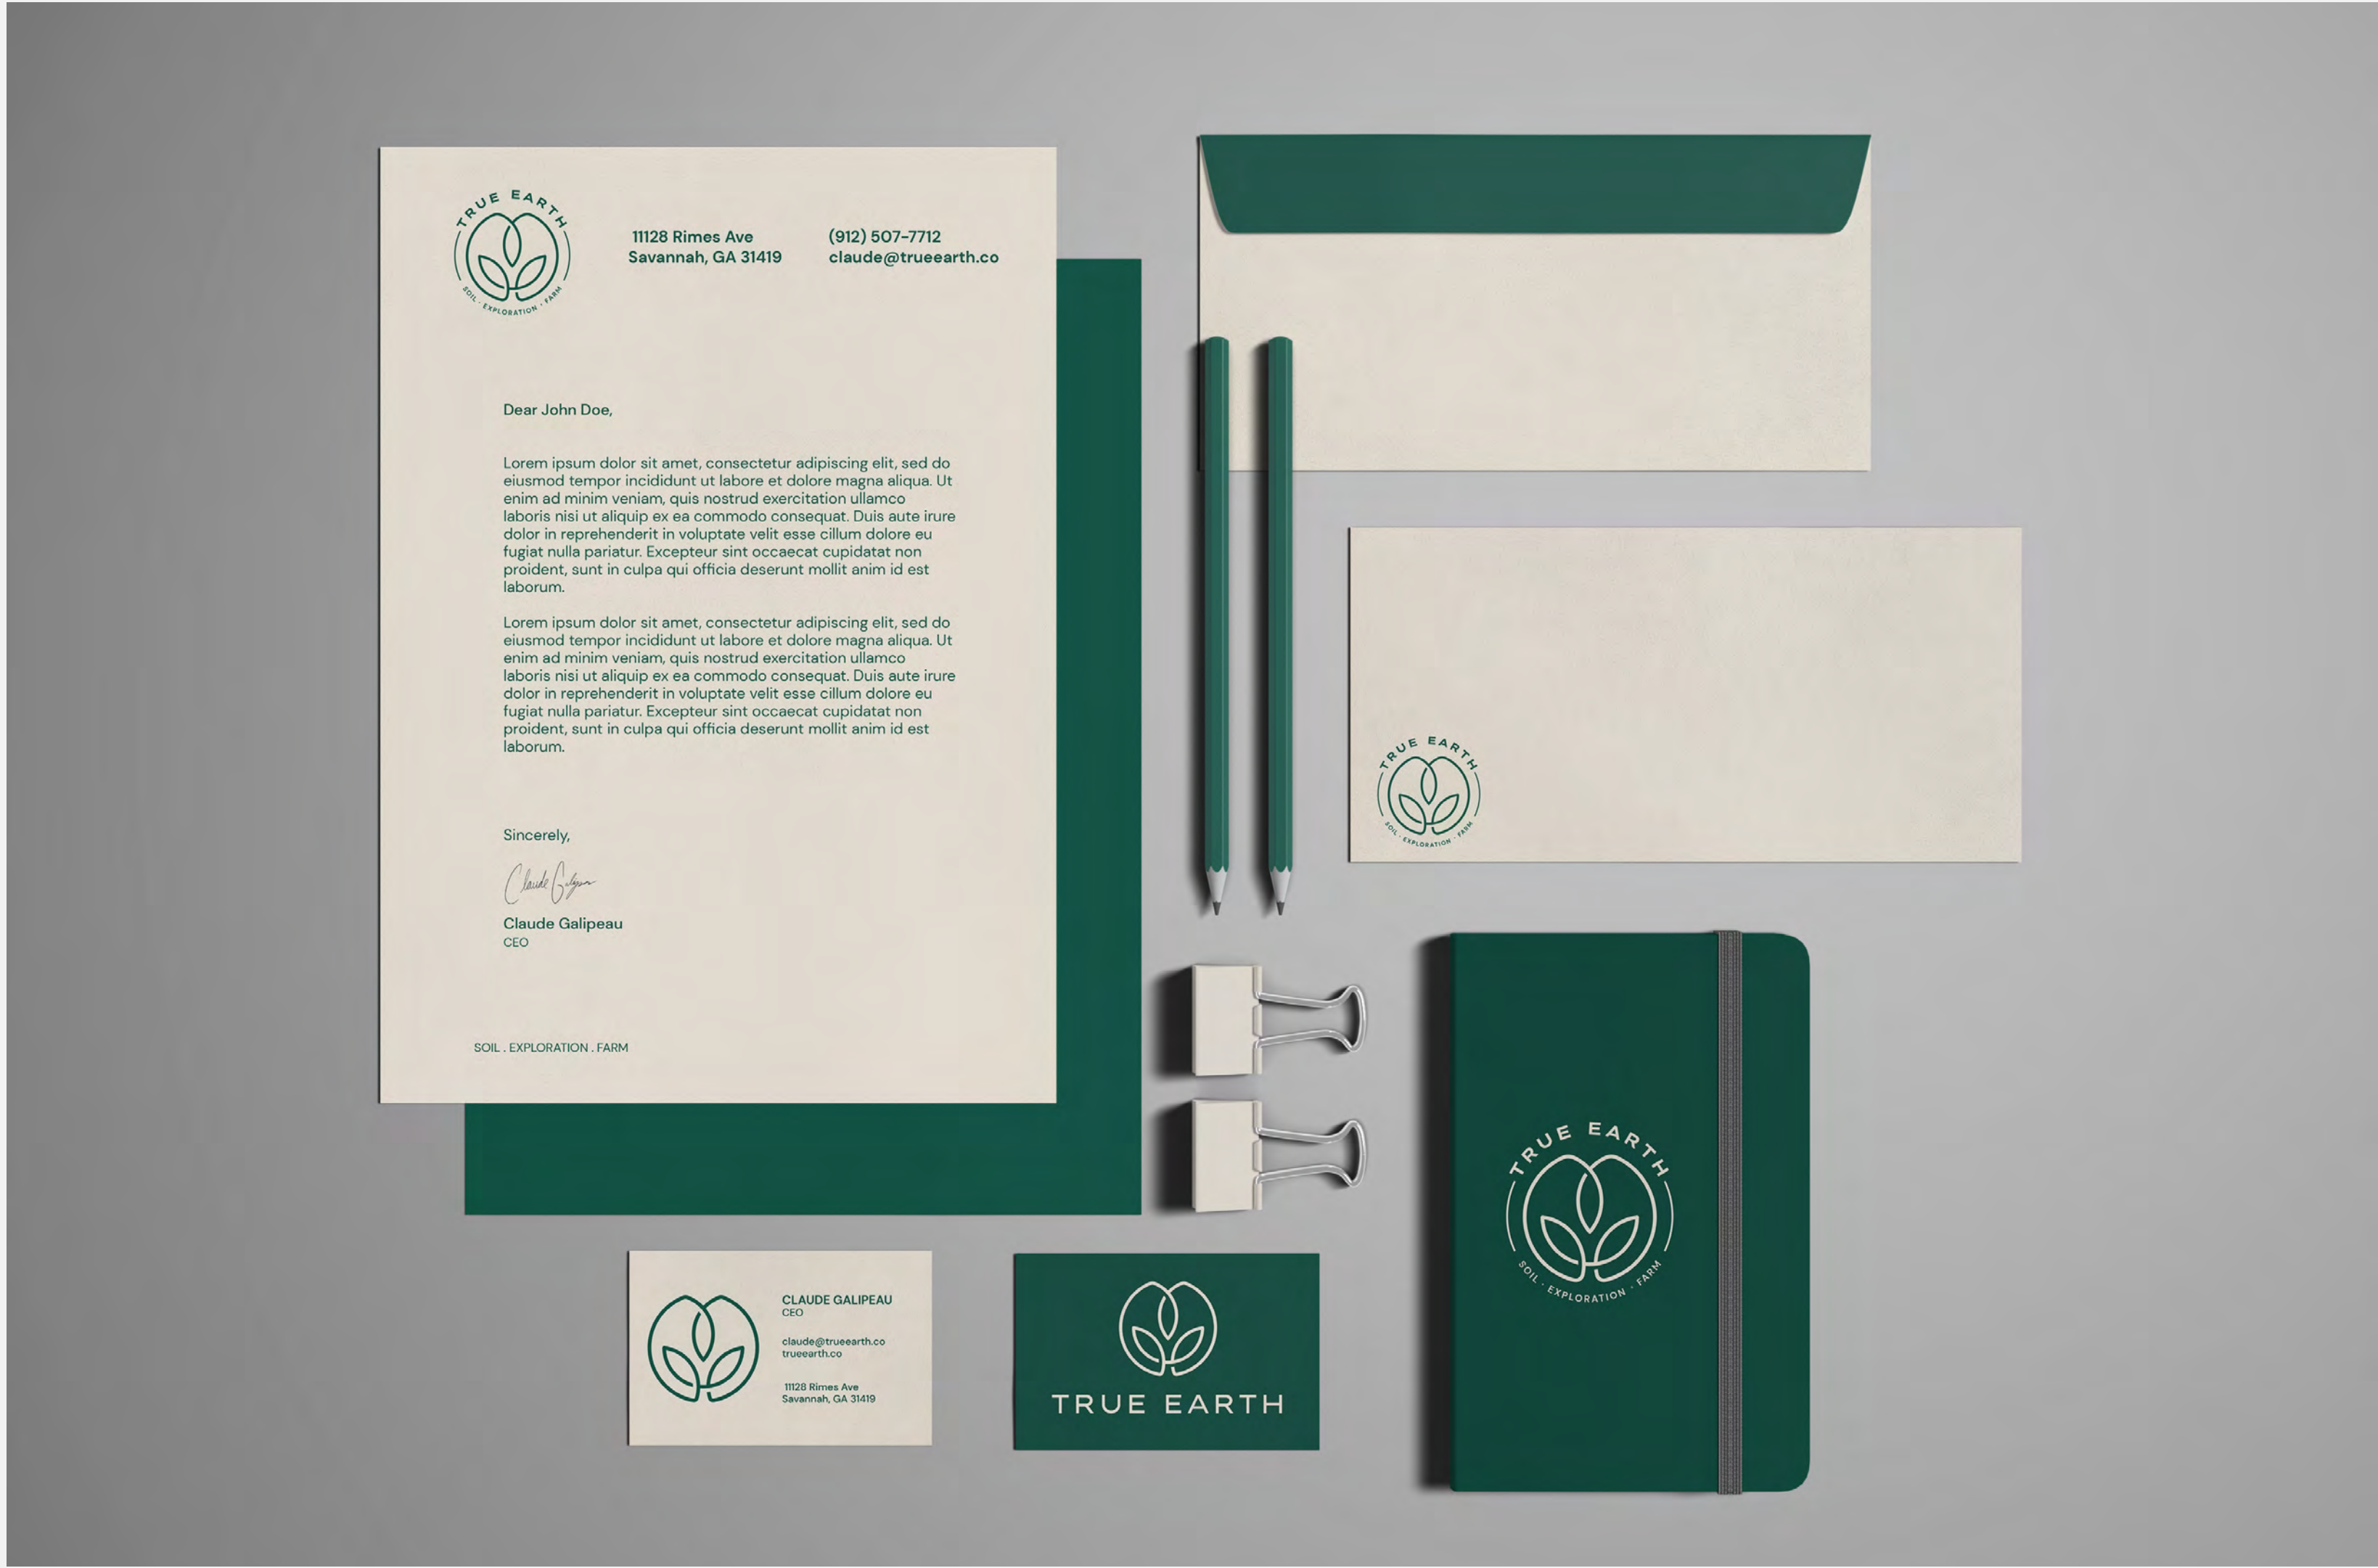 TRUE EARTH
SOIL · EXPLORATION · FARM
11128 Rimes Ave
Savannah, GA 31419
(912) 507-7712
claude@trueearth.co
Dear John Doe,
Lorem ipsum dolor sit amet, consectetur adipiscing elit, sed do
eiusmod tempor incididunt ut labore et dolore magna aliqua. Ut
enim ad minim veniam, quis nostrud exercitation ullamco
laboris nisi ut aliquip ex ea commodo consequat. Duis aute irure
dolor in reprehenderit in voluptate velit esse cillum dolore eu
fugiat nulla pariatur. Excepteur sint occaecat cupidatat non
proident, sunt in culpa qui officia deserunt mollit anim id est
laborum.
Lorem ipsum dolor sit amet, consectetur adipiscing elit, sed do
eiusmod tempor incididunt ut labore et dolore magna aliqua. Ut
enim ad minim veniam, quis nostrud exercitation ullamco
laboris nisi ut aliquip ex ea commodo consequat. Duis aute irure
dolor in reprehenderit in voluptate velit esse cillum dolore eu
fugiat nulla pariatur. Excepteur sint occaecat cupidatat non
proident, sunt in culpa qui officia deserunt mollit anim id est
laborum.
Sincerely,
Claude
Claude Galipeau
CEO
SOIL . EXPLORATION . FARM
TRUE EARTH
SOIL · EXPLORATION · FARM
TRUE EARTH
SOIL · EXPLORATION · FARM
CLAUDE GALIPEAU
CEO
claude@trueearth.co
trueearth.co
11128 Rimes Ave
Savannah, GA 31419
TRUE EARTH